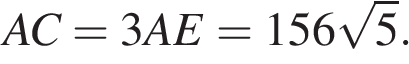 AC = 3AE = 156√5.